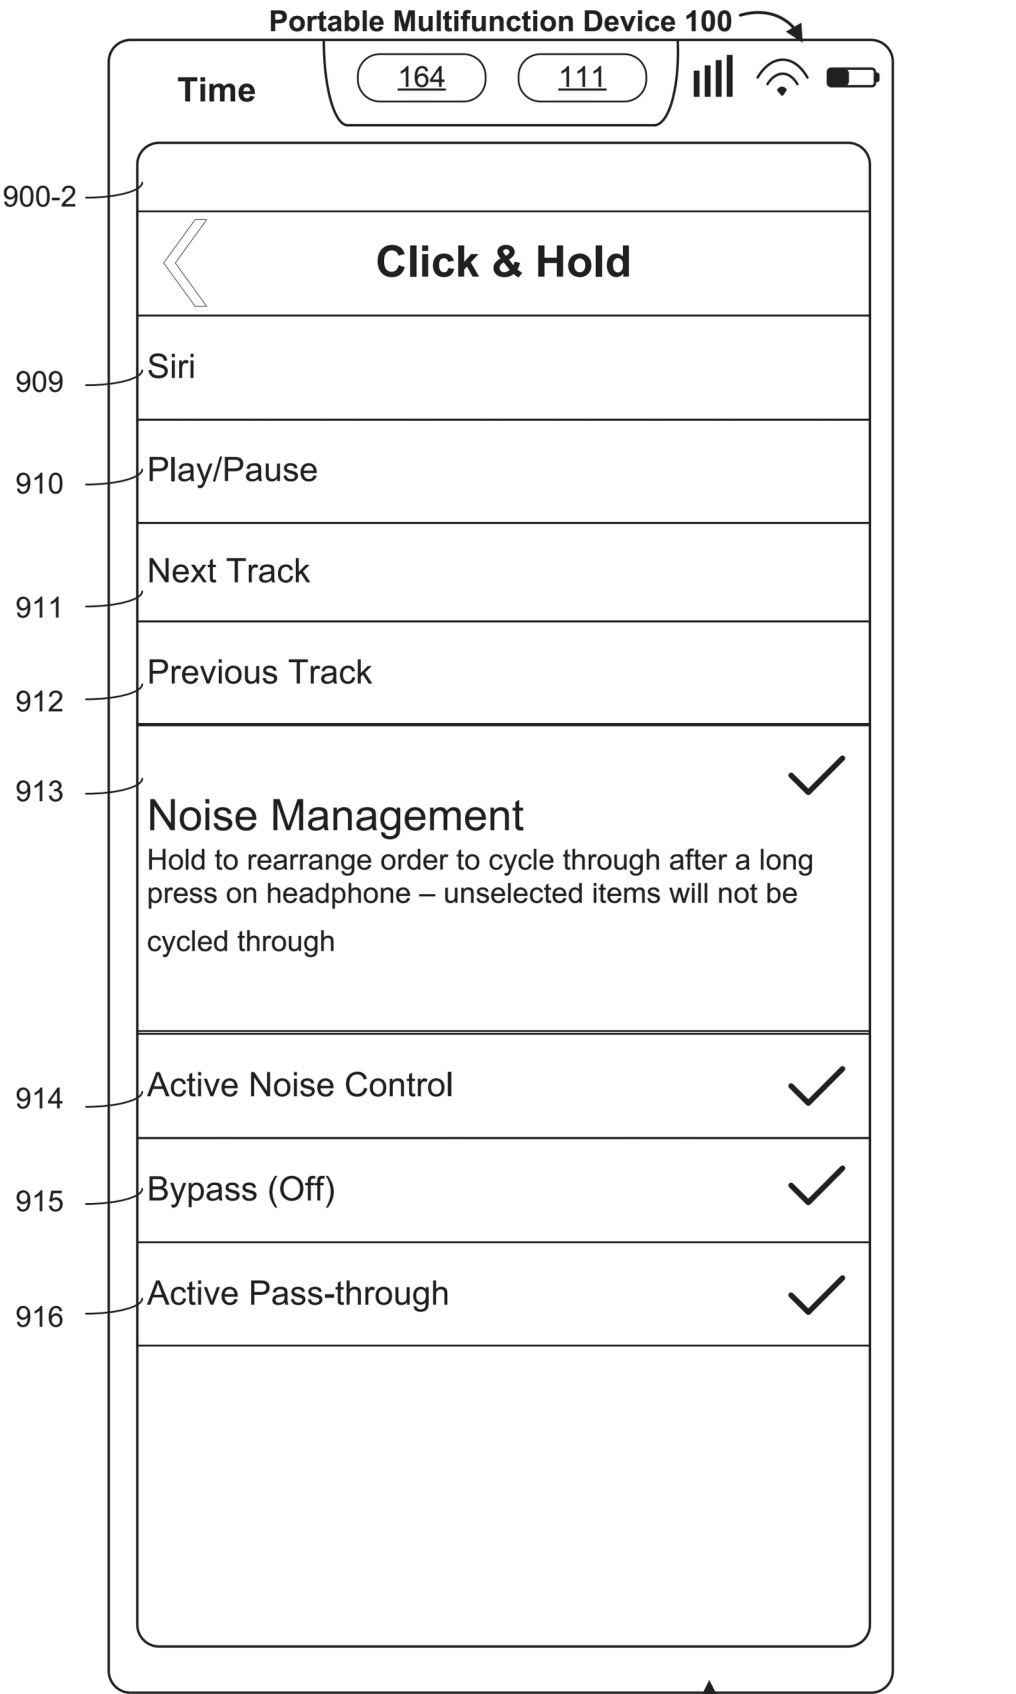 Portable Multifunction Device 100
Time
164
111
900-2
Click & Hold
909
Siri
910
Play/Pause
911
Next Track
912
Previous Track
913
Noise Management
Hold to rearrange order to cycle through after a long
press on headphone – unselected items will not be
cycled through
914
Active Noise Control
915
Bypass (Off)
916
Active Pass-through